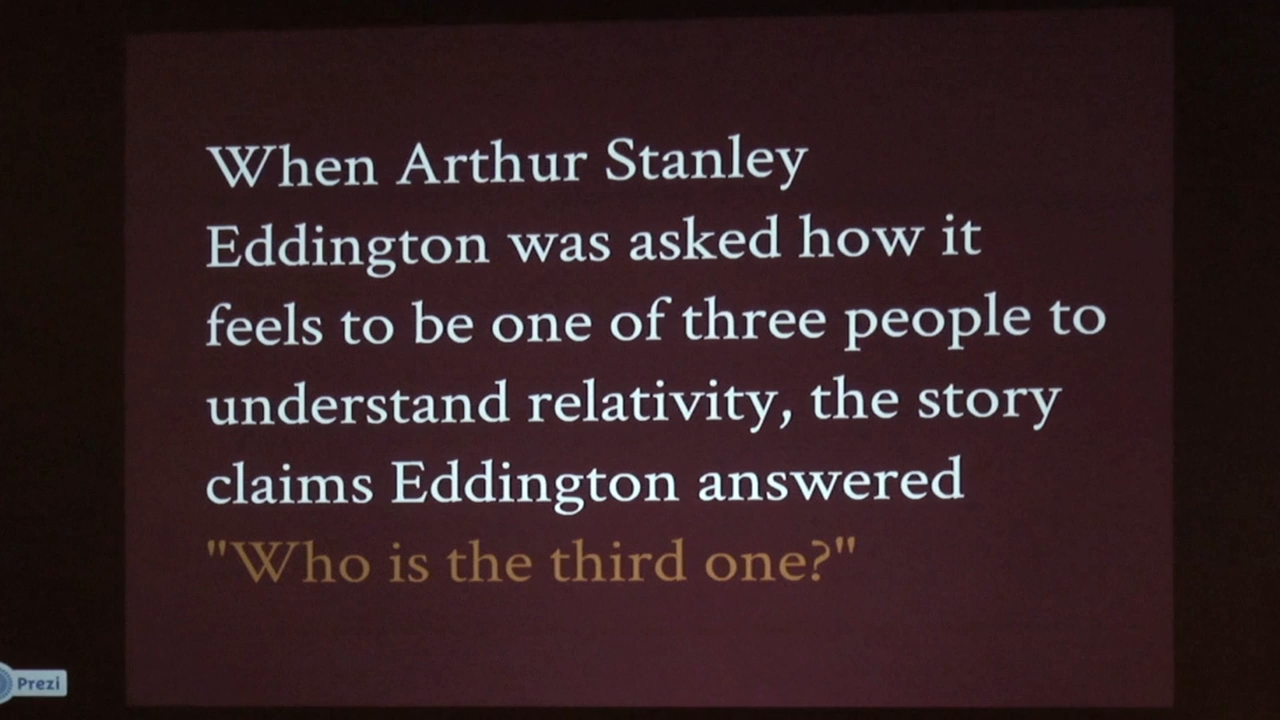 When Arthur Stanley
Eddington was asked how it
feels to be one of three people to
understand relativity, the story
claims Eddington answered
"Who is the third one?"
Prezi